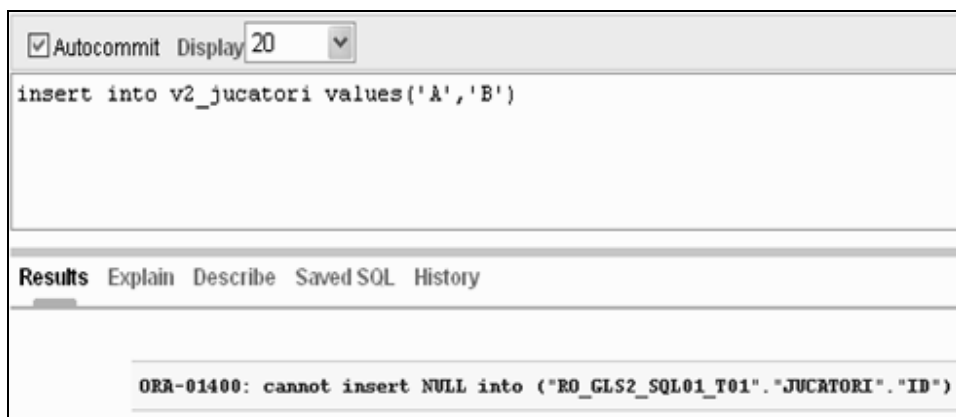 Autocommit Display 20
insert into v2_jucatori values('A','B')
Results Explain Describe Saved SQL History
ORA-01400: cannot insert NULL into ("RO_GLS2_SQL01_T01"."JUCATORI"."ID")